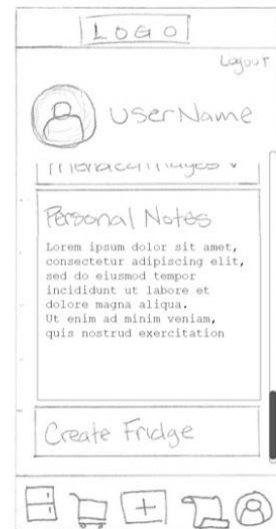 LOGO
Logout
UserName
Personal Notes
Lorem ipsum dolor sit amet,
consectetur adipiscing elit,
sed do eiusmod tempor
incididunt ut labore et
dolore magna aliqua.
Ut enim ad minim veniam,
quis nostrud exercitation
Create Fridge